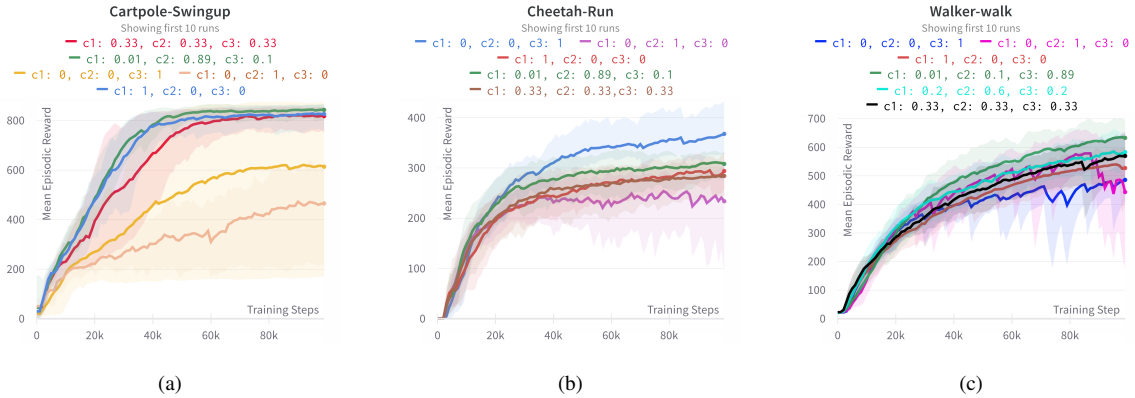 Cartpole-Swingup
Showing first 10 runs
c1: 0.33, c2: 0.33, c3: 0.33
c1: 0.01, c2: 0.89, c3: 0.1
c1: 0, c2: 0, c3: 1 c1: 0, c2: 1, c3: 0
c1: 1, c2: 0, c3: 0
Mean Episodic Reward
800
600
400
200
0
Training Steps
0 20k 40k 60k 80k
(a)
Cheetah-Run
Showing first 10 runs
c1: 0, c2: 0, c3: 1 c1: 0, c2: 1, c3: 0
c1: 1, c2: 0, c3: 0
c1: 0.01, c2: 0.89, c3: 0.1
c1: 0.33, c2: 0.33,c3: 0.33
Mean Episodic Reward
400
300
200
100
0
Training Steps
0 20k 40k 60k 80k
(b)
Walker-walk
Showing first 10 runs
c1: 0, c2: 0, c3: 1 c1: 0, c2: 1, c3: 0
c1: 1, c2: 0, c3: 0
c1: 0.01, c2: 0.1, c3: 0.89
c1: 0.2, c2: 0.6, c3: 0.2
c1: 0.33, c2: 0.33, c3: 0.33
Mean Episodic Reward
700
600
500
400
300
200
100
0
Training Step
0 20k 40k 60k 80k
(c)